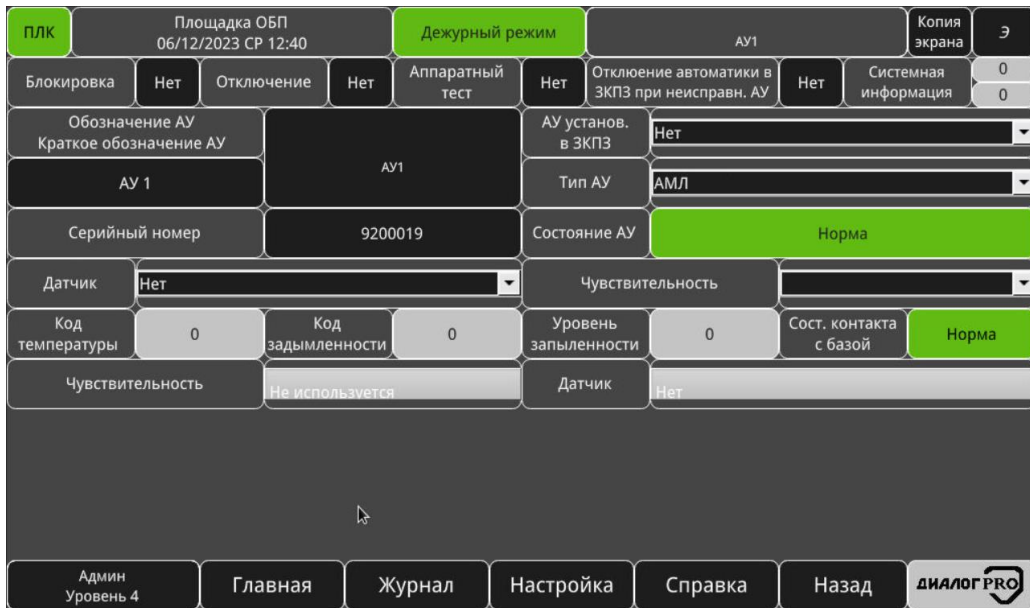 ПЛК
Площадка ОБП
06/12/2023 СР 12:40
Дежурный режим
АУ1
Копия
экрана
Э
Блокировка
Нет
Отключение
Нет
Аппаратный
тест
Нет
Отклюение автоматики в
ЗКПЗ при неисправн. АУ
Нет
Системная
информация
0
0
Обозначение АУ
Краткое обозначение АУ
АУ1
АУ установ.
в ЗКПЗ
Нет
АУ 1
Тип АУ
АМЛ
Серийный номер
9200019
Состояние АУ
Норма
Датчик
Нет
Чувствительность
Код
температуры
0
Код
задымленности
0
Уровень
запыленности
0
Сост. контакта
с базой
Норма
Чувствительность
Не используется
Датчик
Нет
Админ
Уровень 4
Главная
Журнал
Настройка
Справка
Назад
ДИАЛОГ PRO